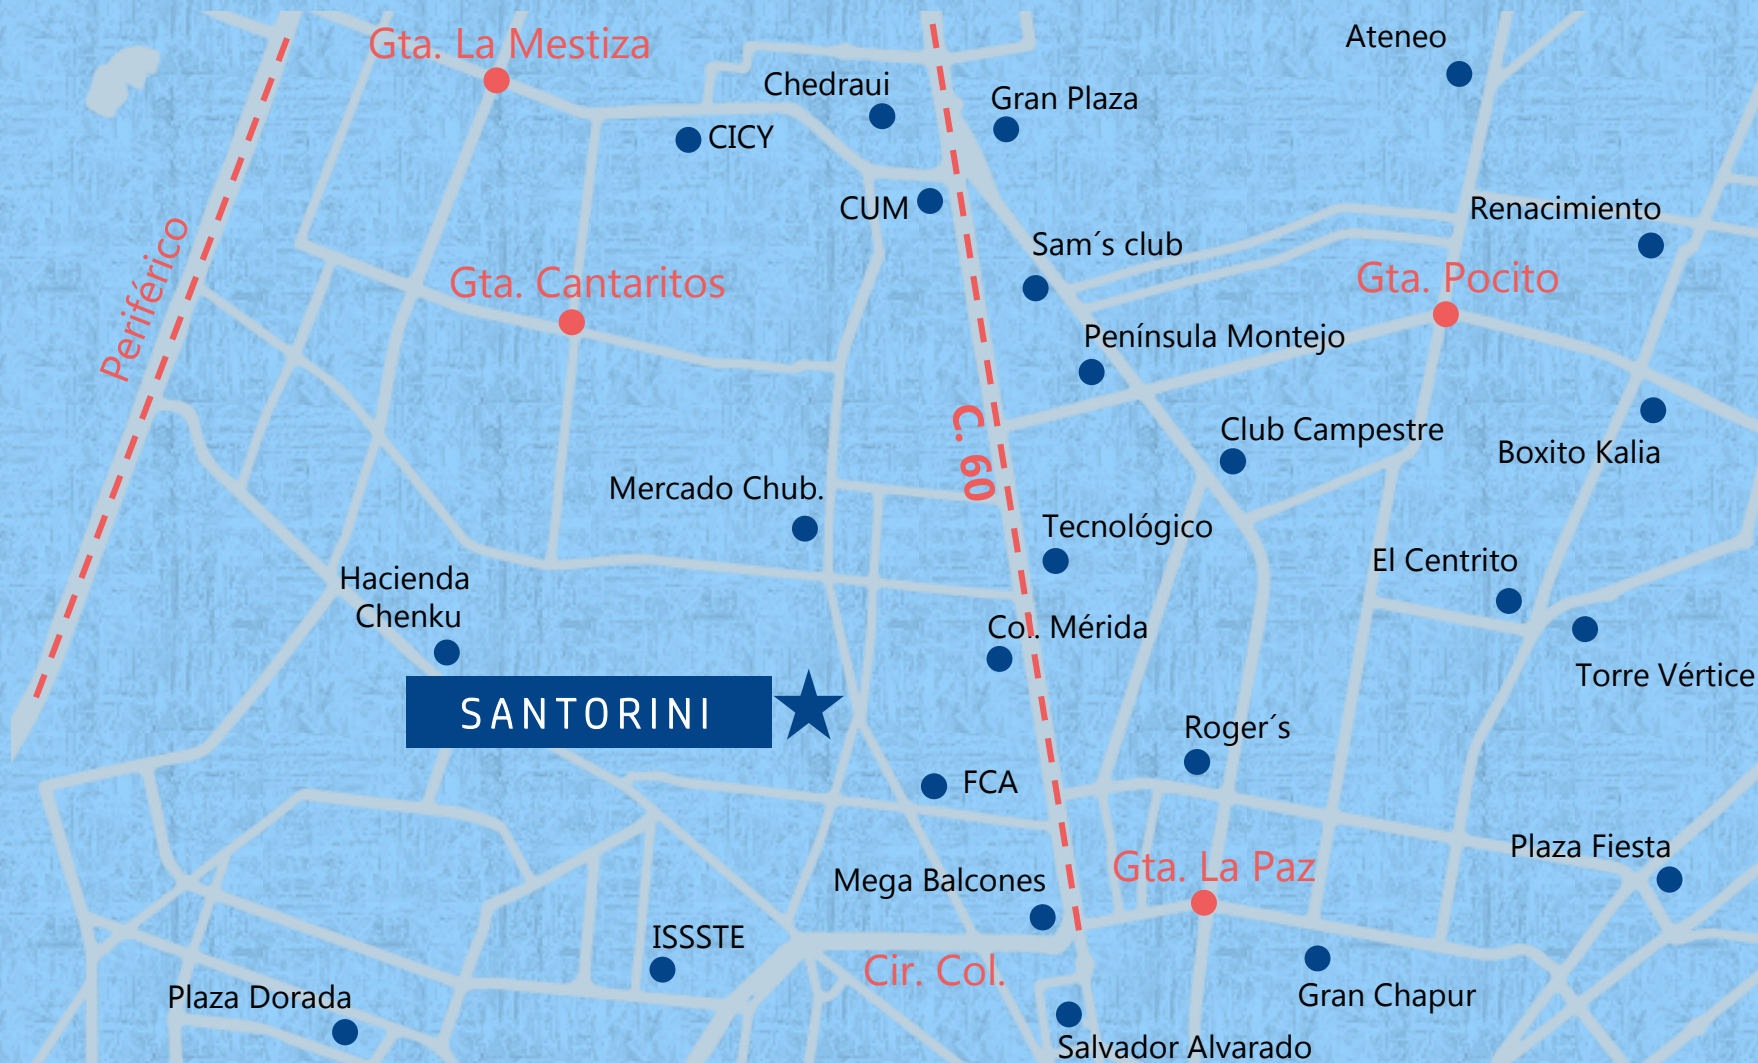 Ateneo
Gta. La Mestiza
Chedraui
Gran Plaza
CICY
CUM
Renacimiento
Sam´s club
Periférico
Gta. Cantaritos
Gta. Pocito
Península Montejo
C. 60
Club Campestre
Boxito Kalia
Mercado Chub.
Tecnológico
El Centrito
Hacienda
Chenku
Col. Mérida
Torre Vértice
SANTORINI
Roger´s
FCA
Plaza Fiesta
Gta. La Paz
Mega Balcones
ISSSTE
Cir. Col.
Plaza Dorada
Gran Chapur
Salvador Alvarado